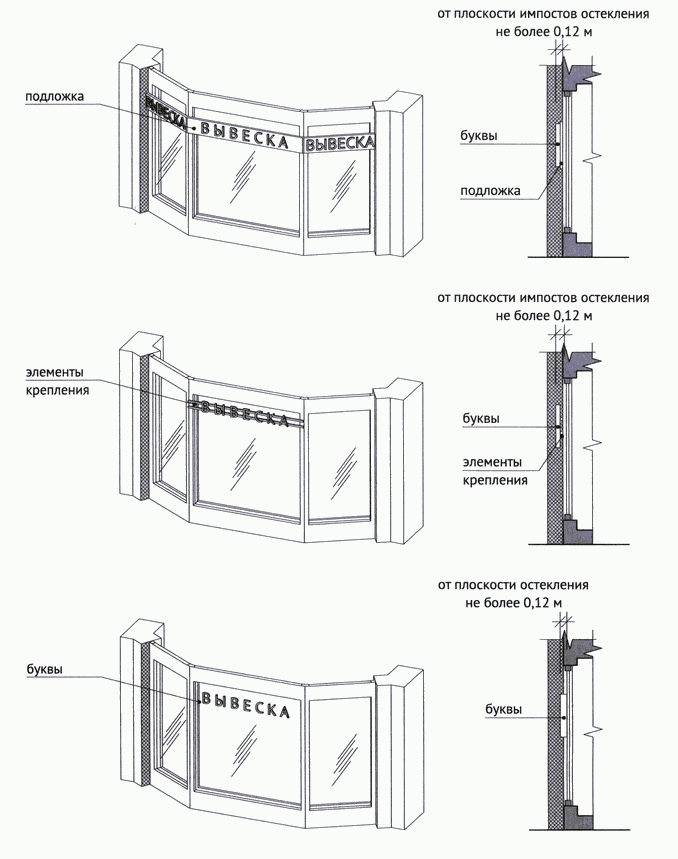 от плоскости импостов остекления
не более 0,12 м
подложка
ВЫВЕСКА
ВЫВЕСКА
ВЫВЕСКА
буквы
подложка
от плоскости импостов остекления
не более 0,12 м
элементы
крепления
ВЫВЕСКА
буквы
элементы
крепления
от плоскости остекления
не более 0,12 м
буквы
ВЫВЕСКА
буквы